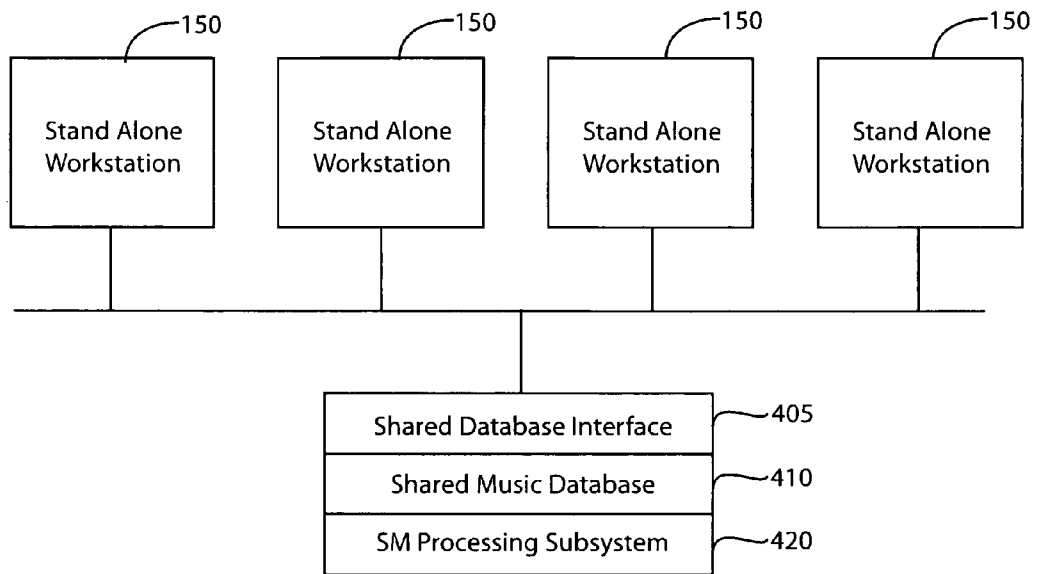 150 150 150 150
Stand Alone Stand Alone Stand Alone Stand Alone
Workstation Workstation Workstation Workstation
Shared Database Interface 405
Shared Music Database 410
SM Processing Subsystem 420